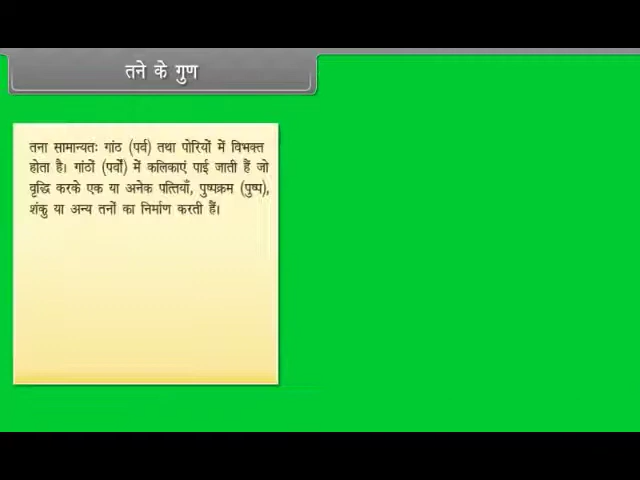 तने के गुण
तना सामान्यतः गांठ (पर्व) तथा पोरियों में विभक्त
होता है। गांठों (पर्वों) में कलिकाएं पाई जाती हैं जो
वृद्धि करके एक या अनेक पत्तियाँ, पुष्पक्रम (पुष्प),
शंकु या अन्य तनों का निर्माण करती हैं।